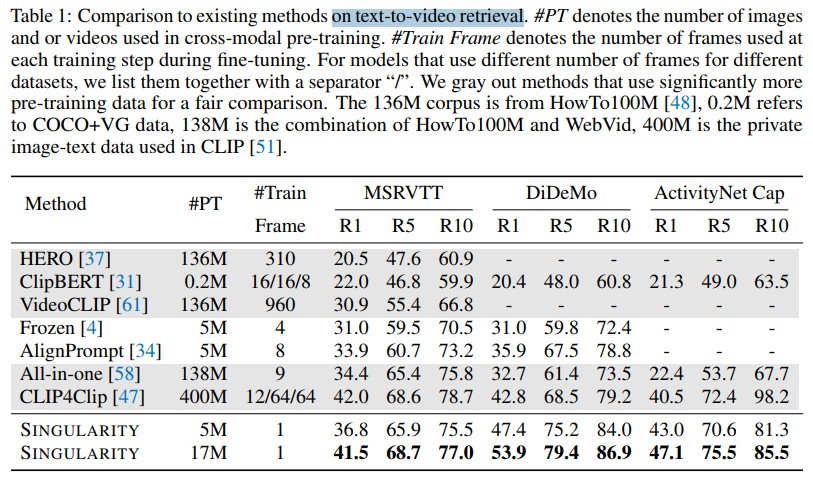 Table 1: Comparison to existing methods on text-to-video retrieval. #PT denotes the number of images
and or videos used in cross-modal pre-training. #Train Frame denotes the number of frames used at
each training step during fine-tuning. For models that use different number of frames for different
datasets, we list them together with a separator “/”. We gray out methods that use significantly more
pre-training data for a fair comparison. The 136M corpus is from HowTo100M [48], 0.2M refers
to COCO+VG data, 138M is the combination of HowTo100M and WebVid, 400M is the private
image-text data used in CLIP [51].
Method #PT #Train Frame MSRVTT DiDeMo ActivityNet Cap
R1 R5 R10 R1 R5 R10 R1 R5 R10
HERO [37] 136M 310 20.5 47.6 60.9 - - - - - -
ClipBERT [31] 0.2M 16/16/8 22.0 46.8 59.9 20.4 48.0 60.8 21.3 49.0 63.5
VideoCLIP [61] 136M 960 30.9 55.4 66.8 - - - - - -
Frozen [4] 5M 4 31.0 59.5 70.5 31.0 59.8 72.4 - - -
AlignPrompt [34] 5M 8 33.9 60.7 73.2 35.9 67.5 78.8 - - -
All-in-one [58] 138M 9 34.4 65.4 75.8 32.7 61.4 73.5 22.4 53.7 67.7
CLIP4Clip [47] 400M 12/64/64 42.0 68.6 78.7 42.8 68.5 79.2 40.5 72.4 98.2
SINGULARITY 5M 1 36.8 65.9 75.5 47.4 75.2 84.0 43.0 70.6 81.3
SINGULARITY 17M 1 41.5 68.7 77.0 53.9 79.4 86.9 47.1 75.5 85.5